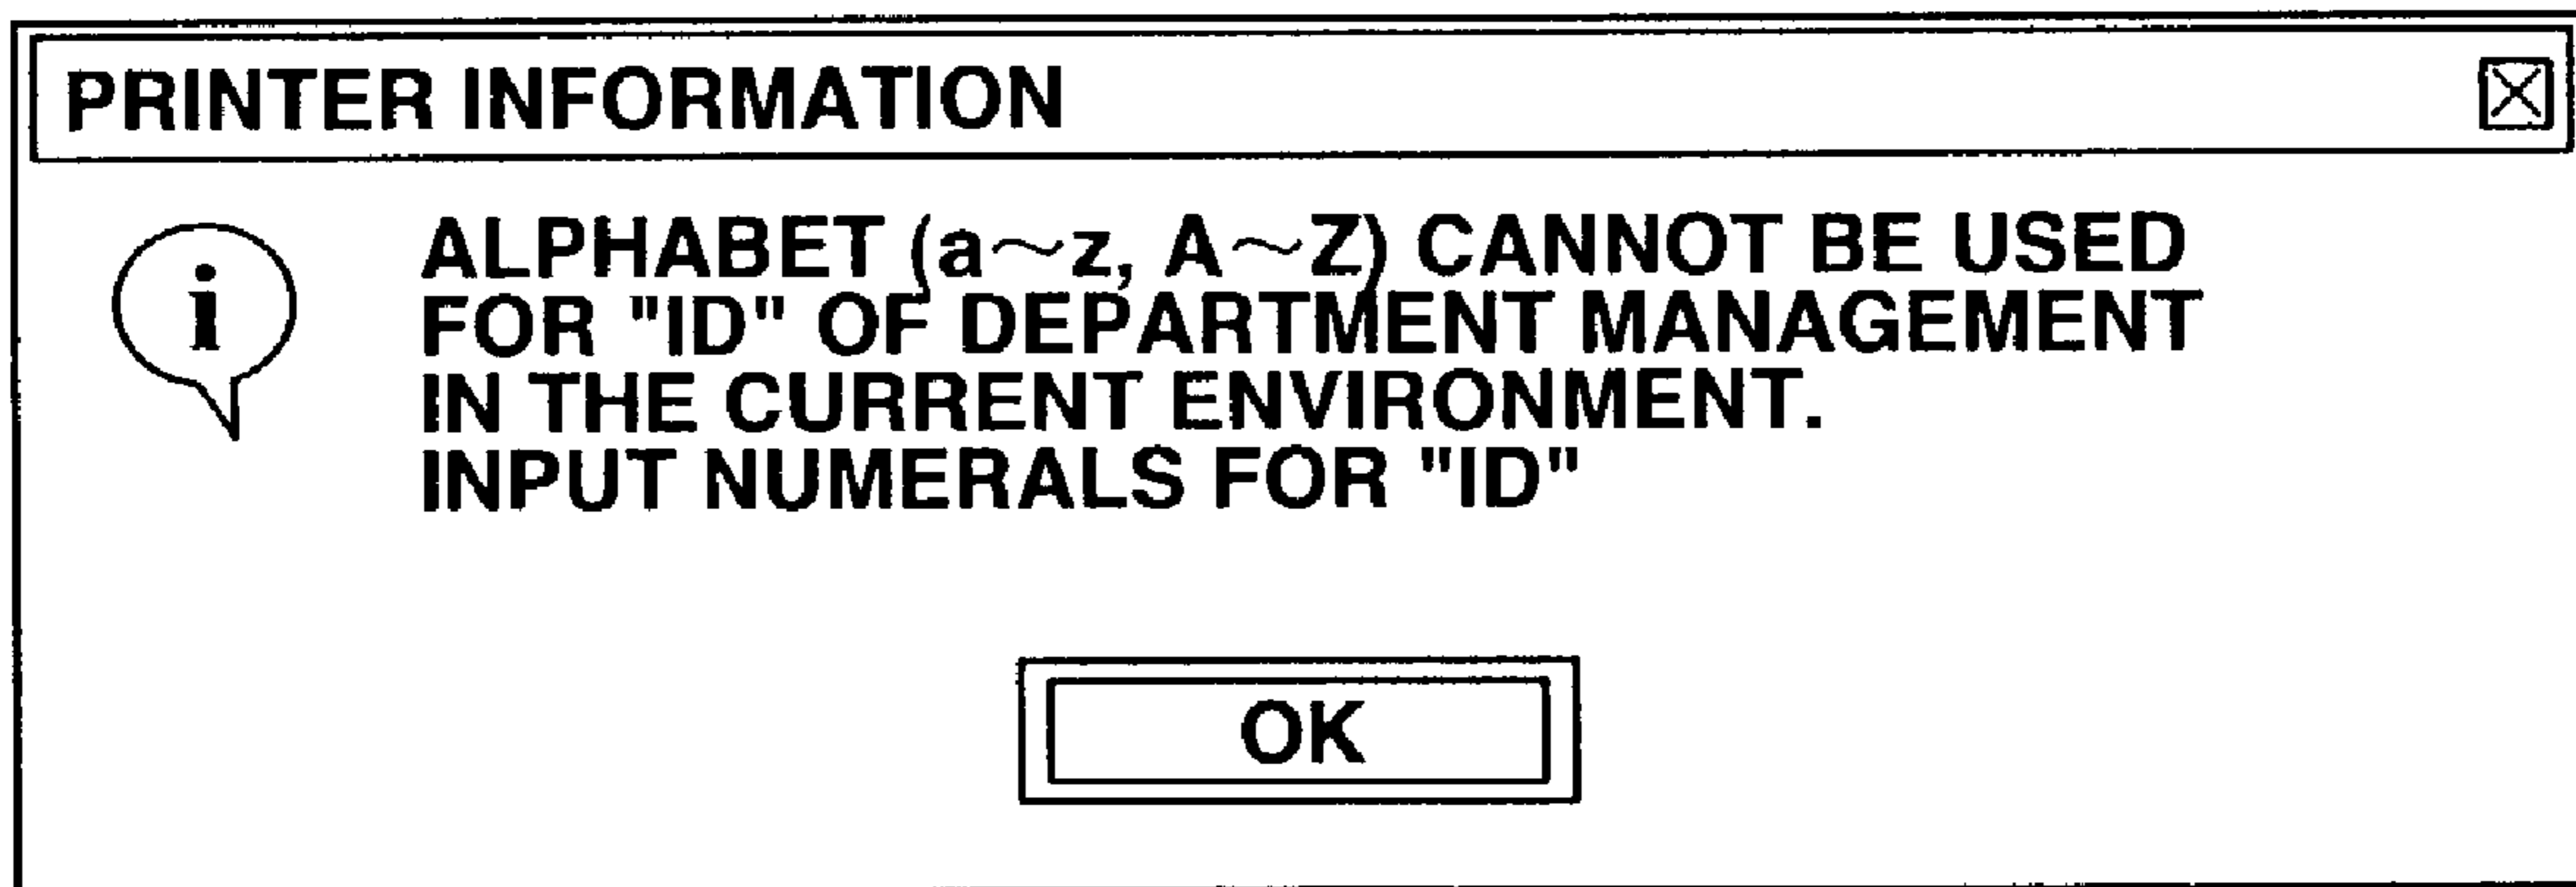 PRINTER INFORMATION
i
ALPHABET (a~z, A~Z) CANNOT BE USED
FOR "ID" OF DEPARTMENT MANAGEMENT
IN THE CURRENT ENVIRONMENT.
INPUT NUMERALS FOR "ID"
OK